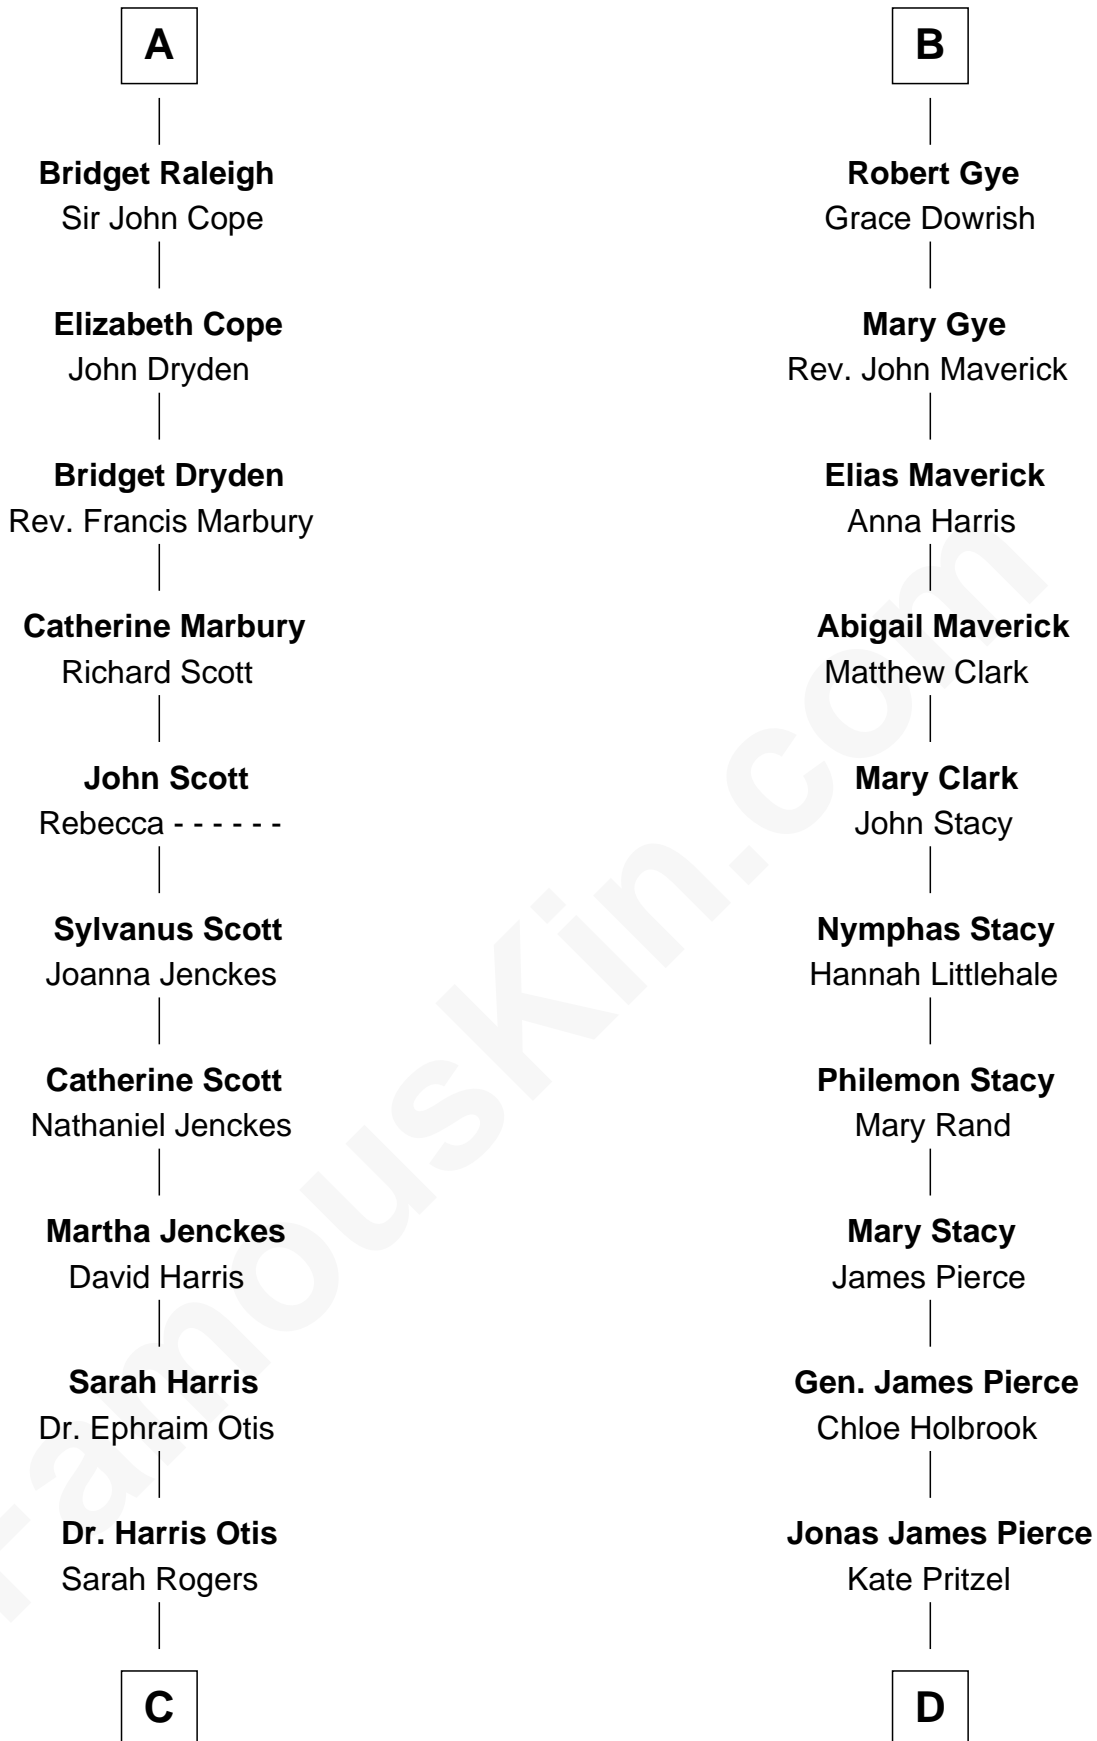 A
Bridget Raleigh
Sir John Cope
Elizabeth Cope
John Dryden
Bridget Dryden
Rev. Francis Marbury
Catherine Marbury
Richard Scott
John Scott
Rebecca - - - - - -
Sylvanus Scott
Joanna Jenckes
Catherine Scott
Nathaniel Jenckes
Martha Jenckes
David Harris
Sarah Harris
Dr. Ephraim Otis
Dr. Harris Otis
Sarah Rogers
C
B
Robert Gye
Grace Dowrish
Mary Gye
Rev. John Maverick
Elias Maverick
Anna Harris
Abigail Maverick
Matthew Clark
Mary Clark
John Stacy
Nymphas Stacy
Hannah Littlehale
Philemon Stacy
Mary Rand
Mary Stacy
James Pierce
Gen. James Pierce
Chloe Holbrook
Jonas James Pierce
Kate Pritzel
D
FamousKin.com